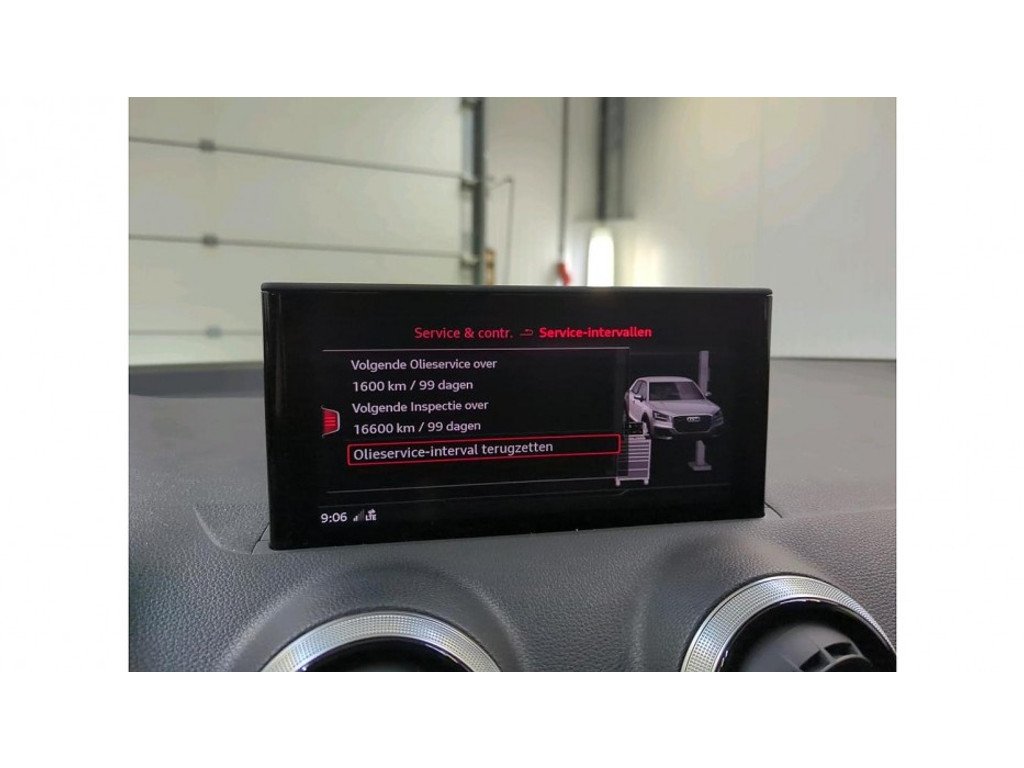 Service & contr. Service-intervallen
Volgende Olieservice over
1600 km / 99 dagen
Volgende Inspectie over
16600 km / 99 dagen
Olieservice-interval terugzetten
9:06 LTE